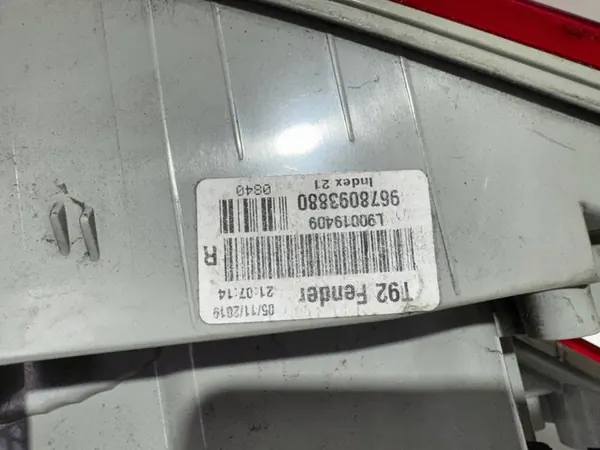 T92 Fender
05/11/2019
21:07:14
R
L90019409
9678093880
Index 21
0840